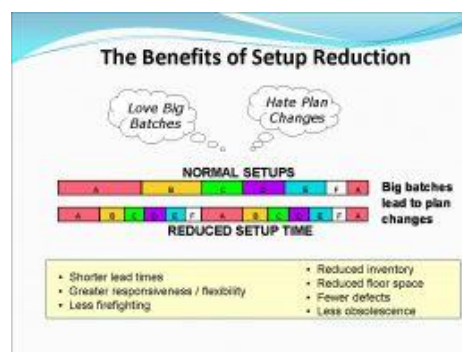 The Benefits of Setup Reduction
Love Big
Batches
Hate Plan
Changes
NORMAL SETUPS
A B C D E F A
Big batches
lead to plan
changes
A B C D E F A B C D E F A
REDUCED SETUP TIME
• Shorter lead times
• Greater responsiveness / flexibility
• Less firefighting
• Reduced inventory
• Reduced floor space
• Fewer defects
• Less obsolescence